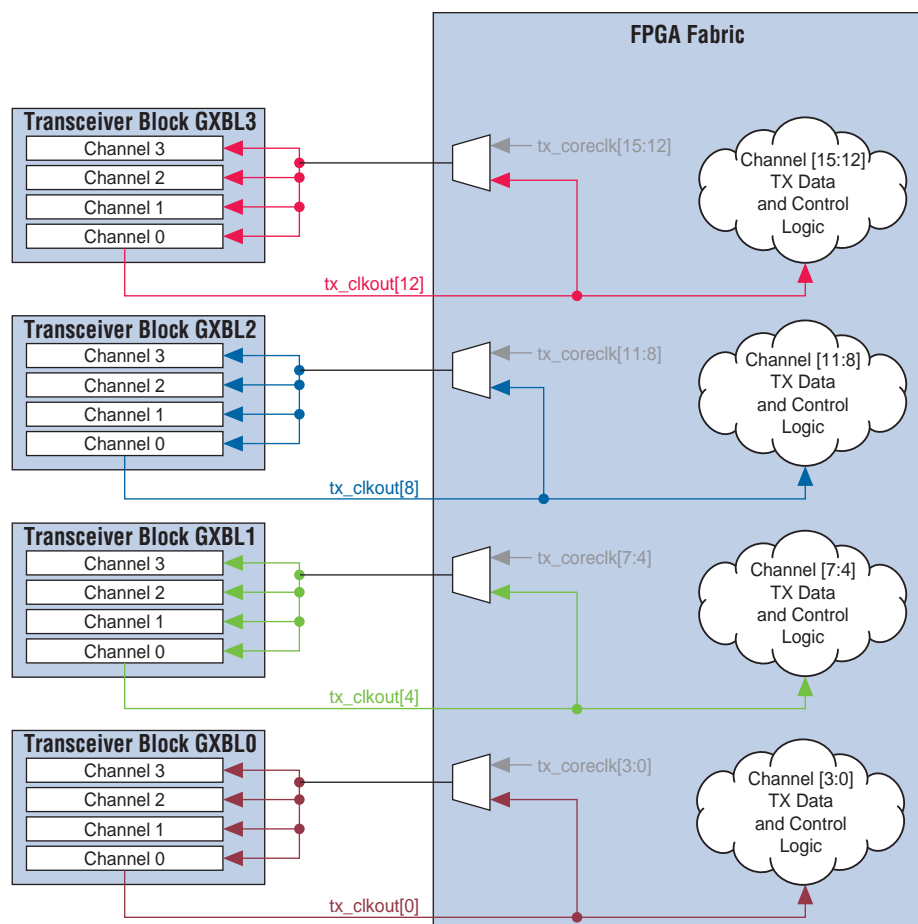 FPGA Fabric
Transceiver Block GXBL3
Channel 3
Channel 2
Channel 1
Channel 0
tx_coreclk[15:12]
Channel [15:12]
TX Data
and Control
Logic
tx_clkout[12]
Transceiver Block GXBL2
Channel 3
Channel 2
Channel 1
Channel 0
tx_coreclk[11:8]
Channel [11:8]
TX Data
and Control
Logic
tx_clkout[8]
Transceiver Block GXBL1
Channel 3
Channel 2
Channel 1
Channel 0
tx_coreclk[7:4]
Channel [7:4]
TX Data
and Control
Logic
tx_clkout[4]
Transceiver Block GXBL0
Channel 3
Channel 2
Channel 1
Channel 0
tx_coreclk[3:0]
Channel [3:0]
TX Data
and Control
Logic
tx_clkout[0]